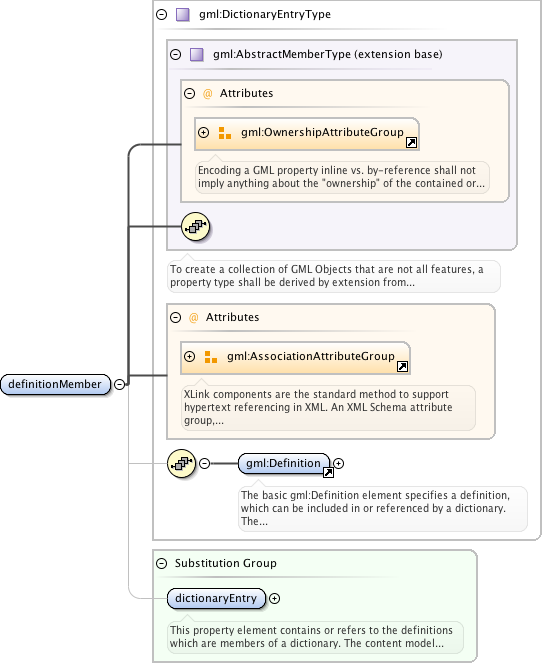 gml:DictionaryEntryType
gml:AbstractMemberType (extension base)
@ Attributes
gml:OwnershipAttributeGroup
Encoding a GML property inline vs. by-reference shall not
imply anything about the "ownership" of the contained or...
To create a collection of GML Objects that are not all features, a
property type shall be derived by extension from...
@ Attributes
gml:AssociationAttributeGroup
definitionMember
XLink components are the standard method to support
hypertext referencing in XML. An XML Schema attribute
group,...
gml:Definition
The basic gml:Definition element specifies a definition,
which can be included in or referenced by a dictionary.
The...
Substitution Group
dictionaryEntry
This property element contains or refers to the definitions
which are members of a dictionary. The content model...